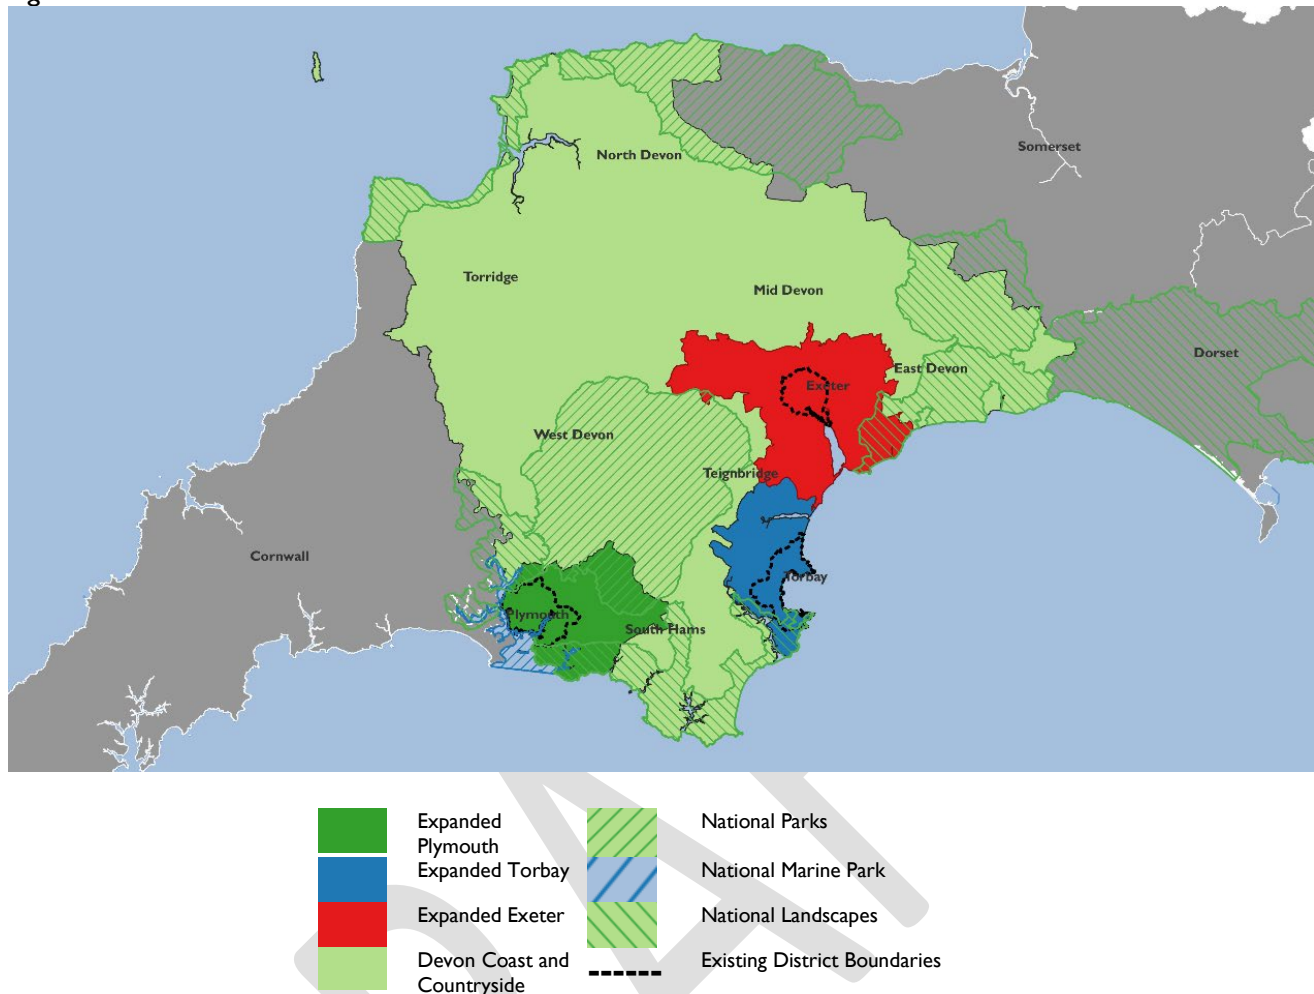 North Devon
Somerset
Torridge
Mid Devon
Dorset
East Devon
Exeter
West Devon
Teignbridge
Cornwall
Torbay
Plymouth
South Hams
Expanded
Plymouth
National Parks
Expanded Torbay
National Marine Park
Expanded Exeter
National Landscapes
Devon Coast and
Countryside
Existing District Boundaries